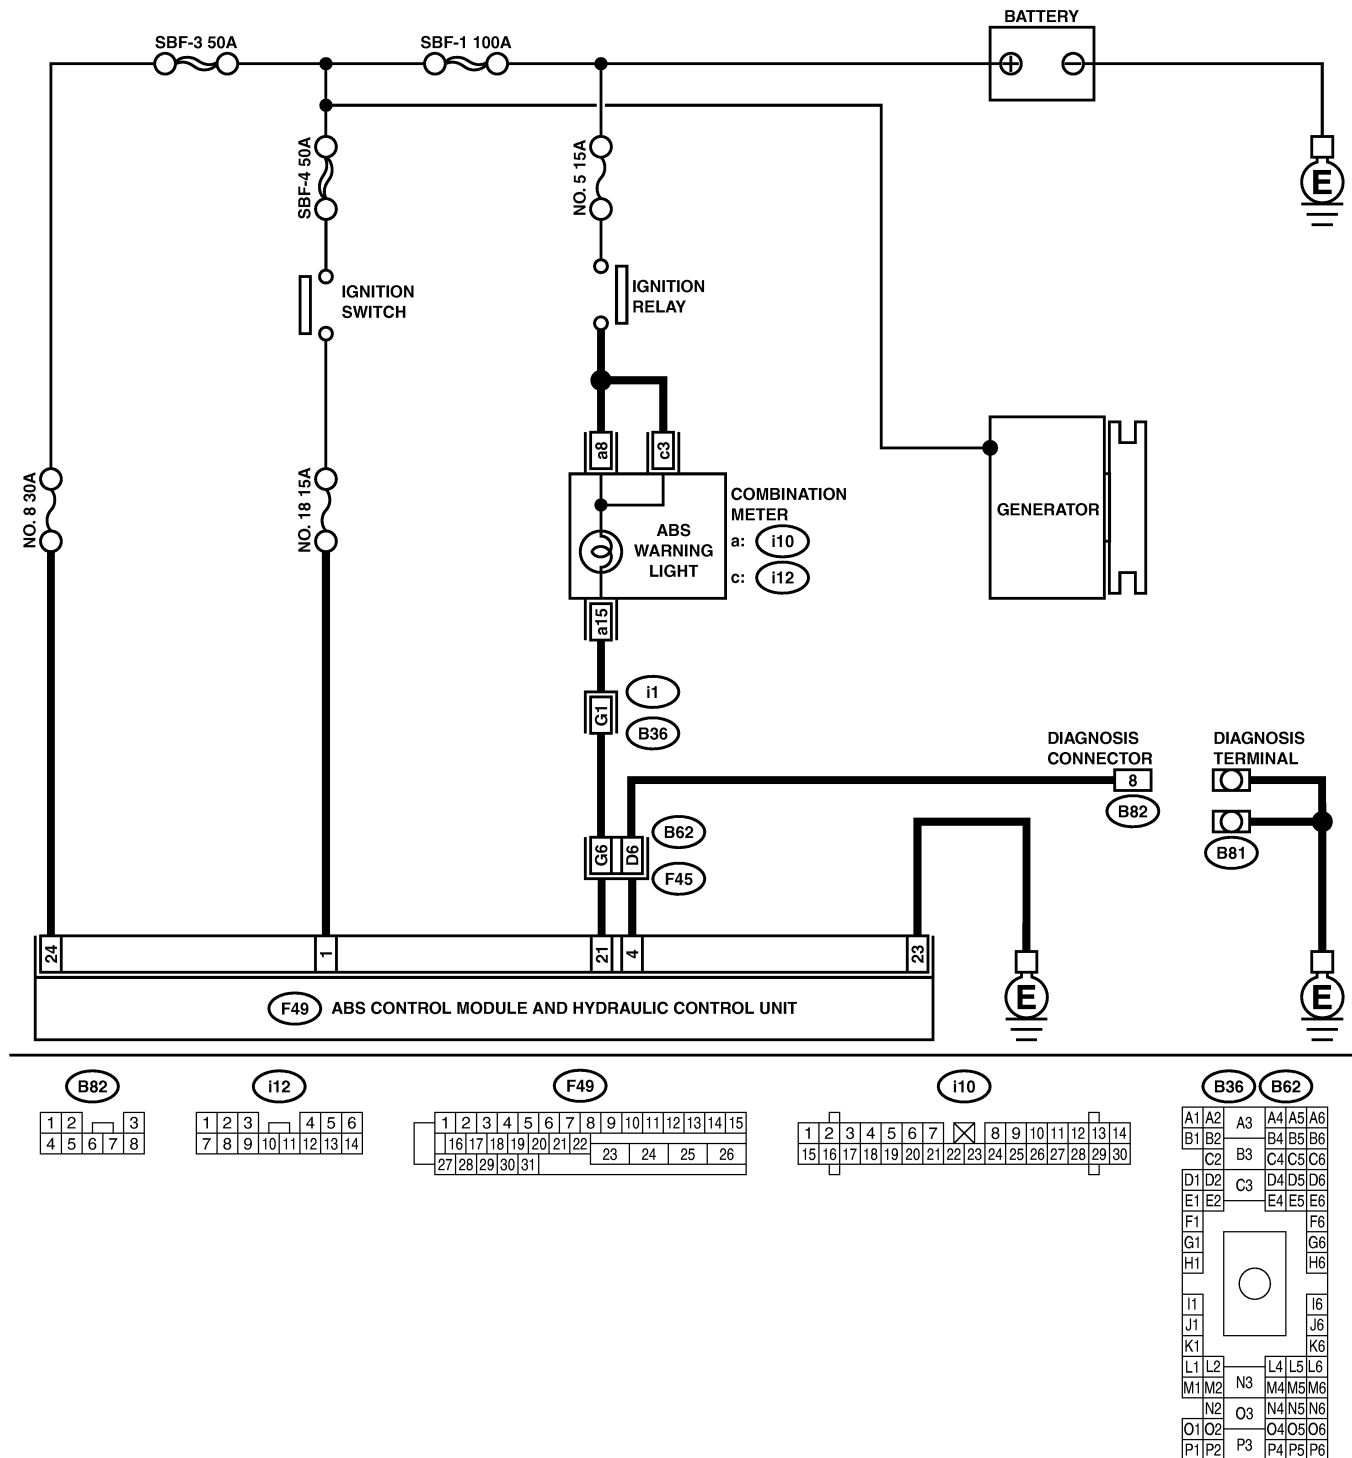 BATTERY
SBF-3 50A
SBF-1 100A
E
SBF-4 50A
NO. 5 15A
IGNITION
SWITCH
IGNITION
RELAY
a8
c3
NO. 8 30A
NO. 18 15A
COMBINATION
METER
a: i10
c: i12
ABS
WARNING
LIGHT
GENERATOR
a15
i1
G1
B36
DIAGNOSIS
CONNECTOR
8
B82
DIAGNOSIS
TERMINAL
B81
B62
G6
D6
F45
24
1
21
4
23
F49 ABS CONTROL MODULE AND HYDRAULIC CONTROL UNIT
E
E
B82
1 2 3
4 5 6 7 8
i12
1 2 3 4 5 6
7 8 9 10 11 12 13 14
F49
1 2 3 4 5 6 7 8 9 10 11 12 13 14 15
16 17 18 19 20 21 22 23 24 25 26
27 28 29 30 31
i10
1 2 3 4 5 6 7 8 9 10 11 12 13 14
15 16 17 18 19 20 21 22 23 24 25 26 27 28 29 30
B36 B62
A1 A2 A3 A4 A5 A6
B1 B2 B3 B4 B5 B6
C2 C3 C4 C5 C6
D1 D2 D4 D5 D6
E1 E2 E4 E5 E6
F1 F6
G1 G6
H1 H6
I1 I6
J1 J6
K1 K6
L1 L2 L4 L5 L6
M1 M2 N3 M4 M5 M6
N2 O3 N4 N5 N6
O1 O2 O4 O5 O6
P1 P2 P3 P4 P5 P6